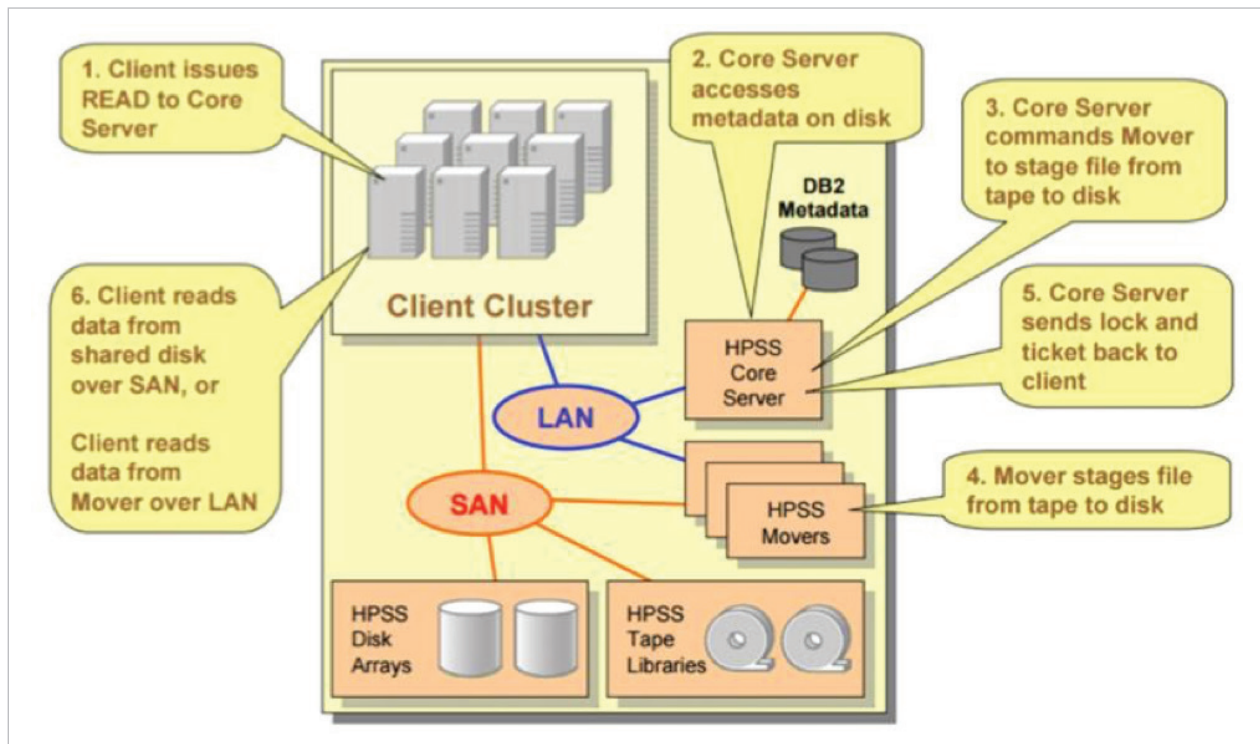 1. Client issues
READ to Core
Server
2. Core Server
accesses
metadata on disk
3. Core Server
commands Mover
to stage file from
tape to disk
DB2
Metadata
6. Client reads
data from
shared disk
over SAN, or
Client reads
data from
Mover over LAN
Client Cluster
5. Core Server
sends lock and
ticket back to
client
HPSS
Core
Server
LAN
SAN
4. Mover stages file
from tape to disk
HPSS
Movers
HPSS
Disk
Arrays
HPSS
Tape
Libraries